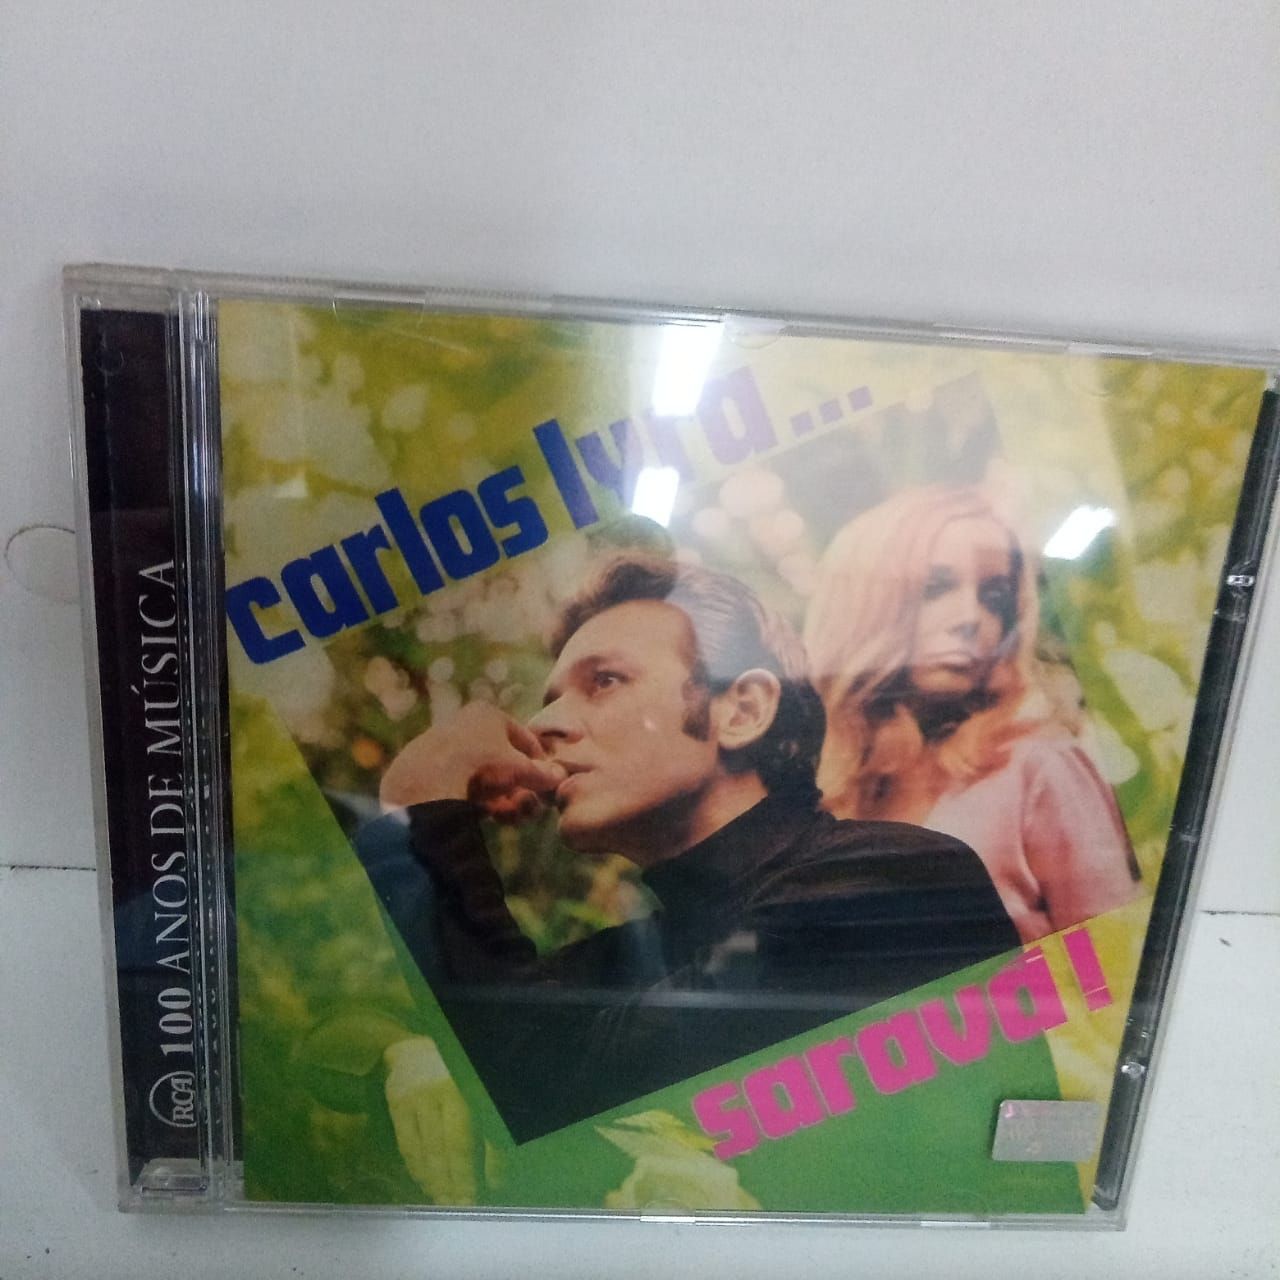 carlos lyra...
saravá!
RCA 100 ANOS DE MÚSICA